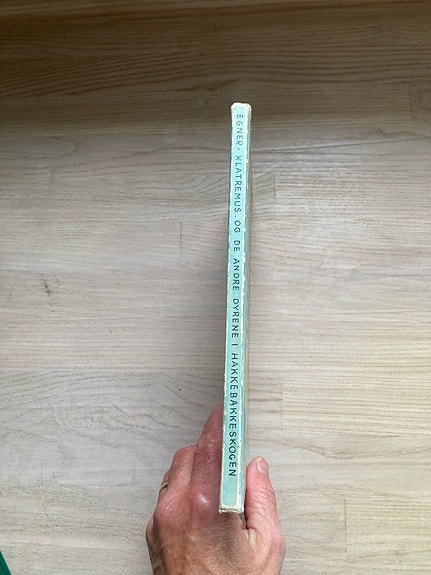 EGNER · KLATREMUS OG DE ANDRE DYRENE I HAKKEBAKKESKOGEN